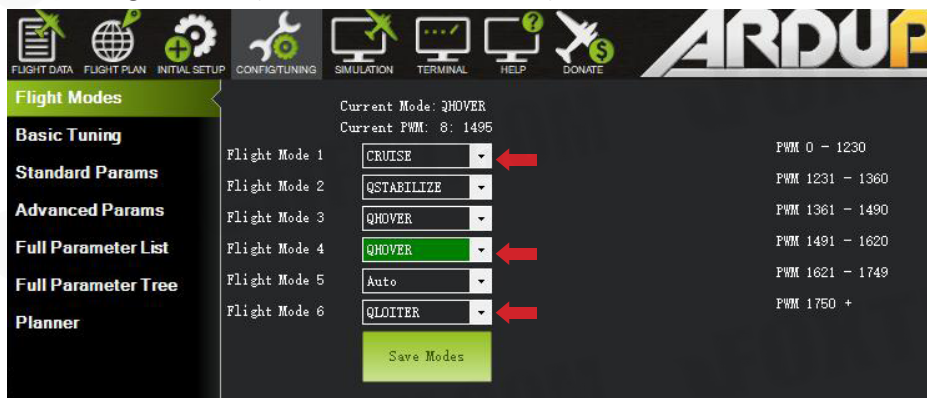 FLIGHT DATA FLIGHT PLAN INITIAL SETUP CONFIG/TUNING SIMULATION TERMINAL HELP DONATE ARDUP
Flight Modes
Basic Tuning
Standard Params
Advanced Params
Full Parameter List
Full Parameter Tree
Planner
Current Mode: QHOVER
Current PWM: 8: 1495
Flight Mode 1 CRUISE PWM 0 - 1230
Flight Mode 2 QSTABILIZE PWM 1231 - 1360
Flight Mode 3 QHOVER PWM 1361 - 1490
Flight Mode 4 QHOVER PWM 1491 - 1620
Flight Mode 5 Auto PWM 1621 - 1749
Flight Mode 6 QLOITER PWM 1750 +
Save Modes